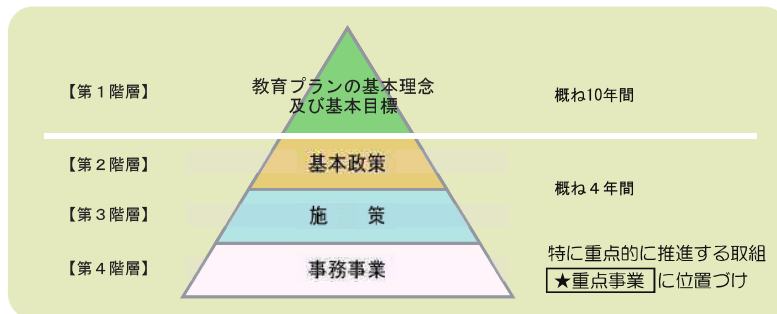 【第１階層】
教育プランの基本理念
及び基本目標
概ね10年間
【第２階層】
基本政策
概ね４年間
【第３階層】
施　　策
【第４階層】
事務事業
特に重点的に推進する取組
★重点事業 に位置づけ